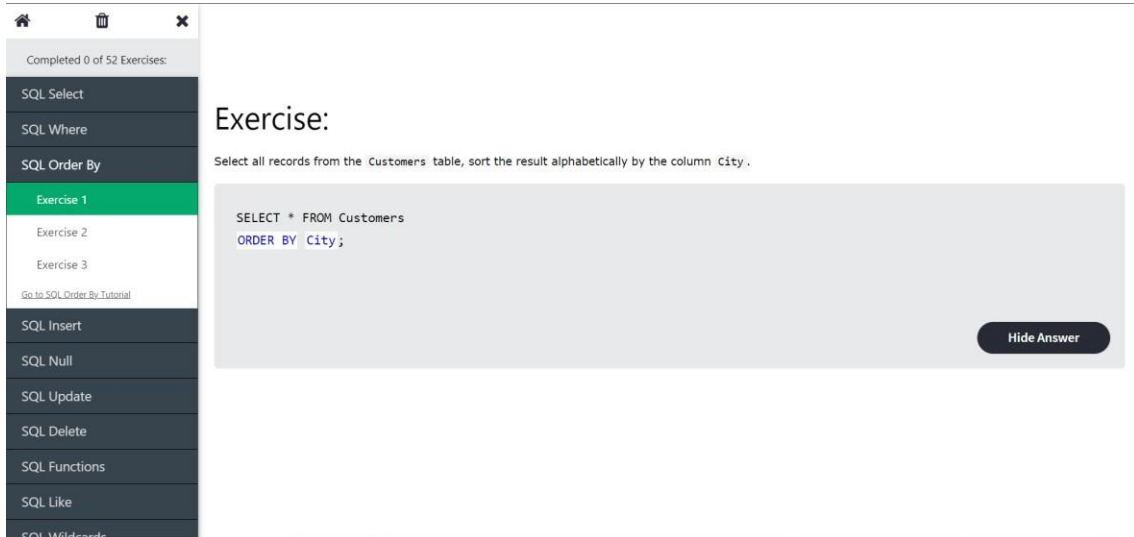 Completed 0 of 52 Exercises:
SQL Select
SQL Where
SQL Order By
Exercise 1
Exercise 2
Exercise 3
Go to SQL Order By Tutorial
SQL Insert
SQL Null
SQL Update
SQL Delete
SQL Functions
SQL Like
SQL Wildcards
Exercise:
Select all records from the Customers table, sort the result alphabetically by the column City.
SELECT * FROM Customers
ORDER BY City;
Hide Answer